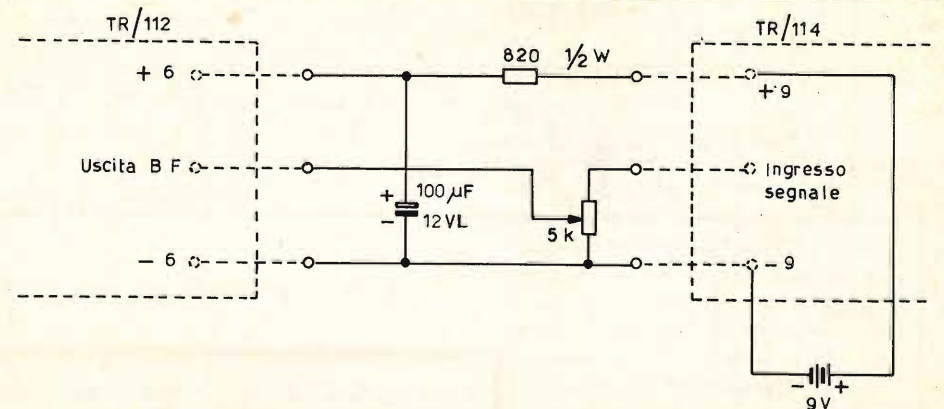 TR/112
TR/114
820 1/2 W
+ 6
+ 9
Uscita B F
Ingresso
segnale
+ 100 µF
- 12 VL
5 k
- 6
- 9
- +
9 V